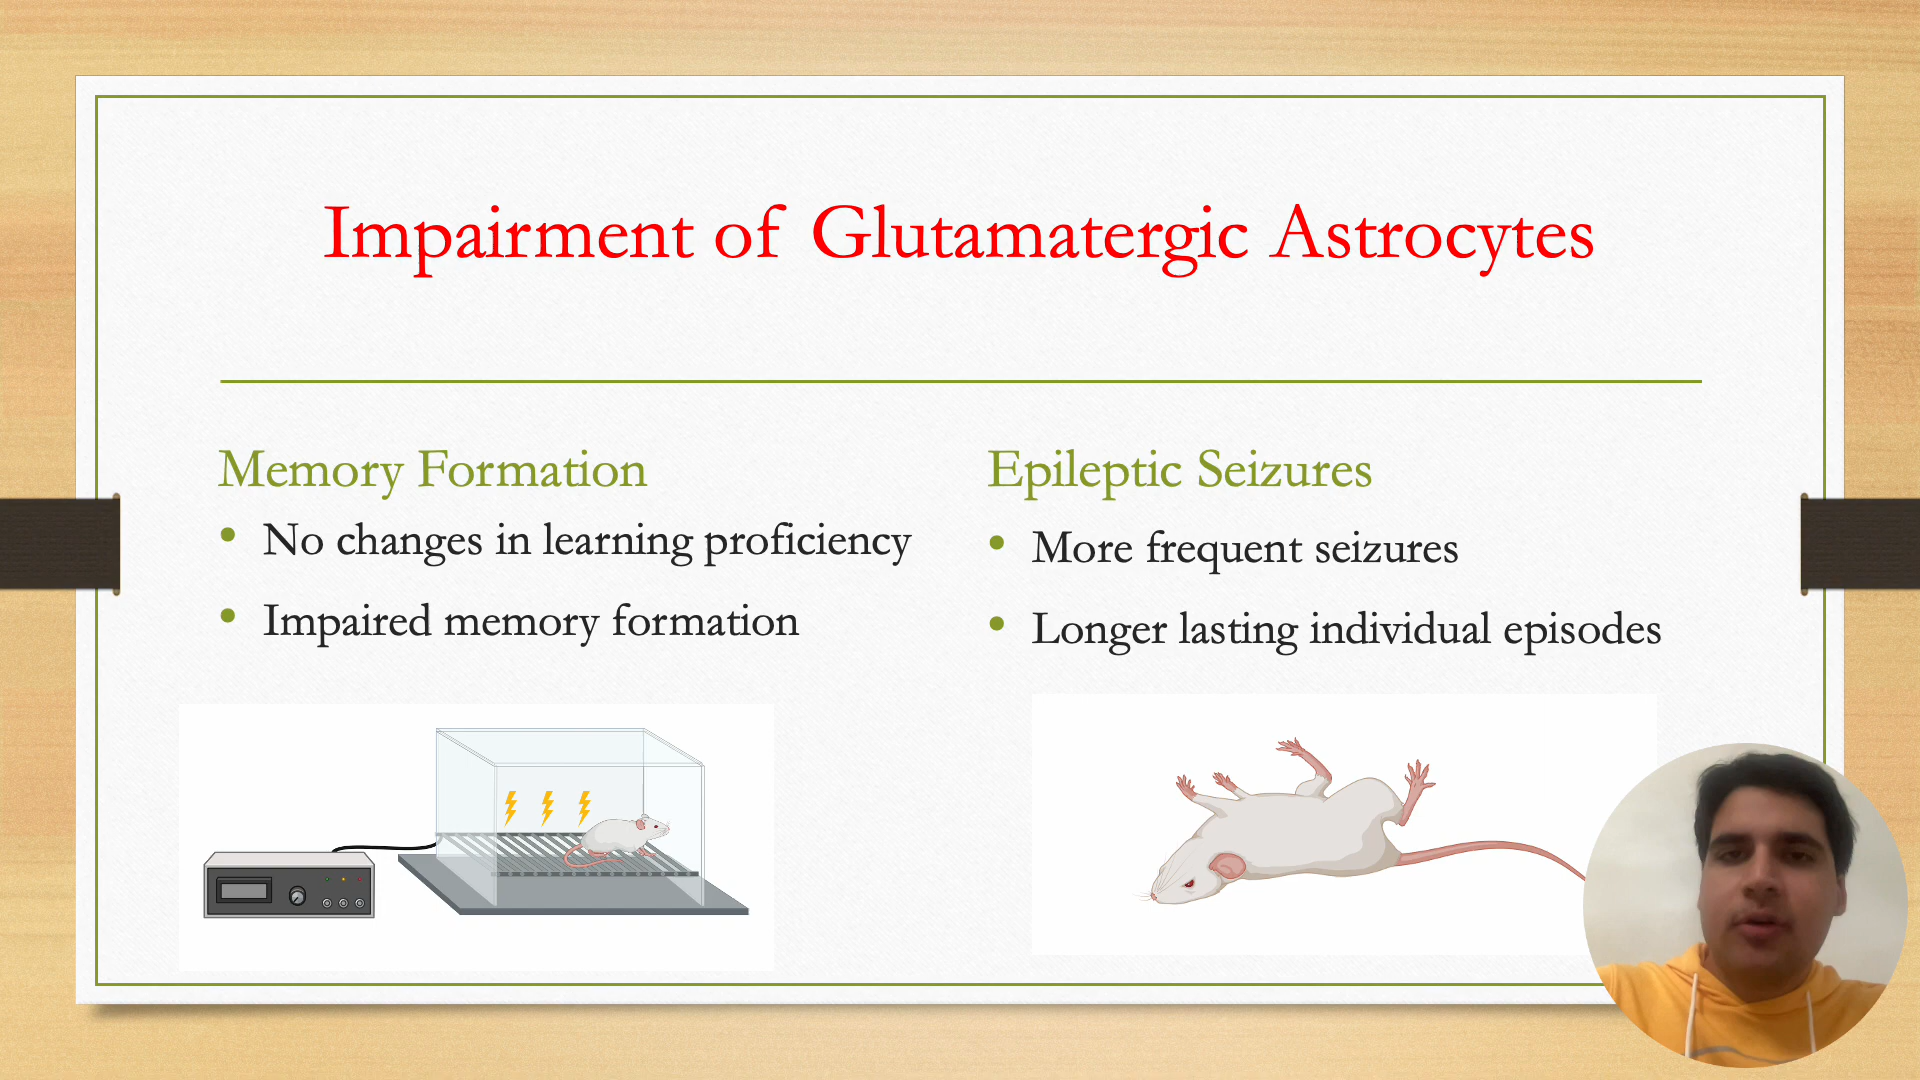 Impairment of Glutamatergic Astrocytes
Memory Formation
No changes in learning proficiency
Impaired memory formation
Epileptic Seizures
More frequent seizures
Longer lasting individual episodes